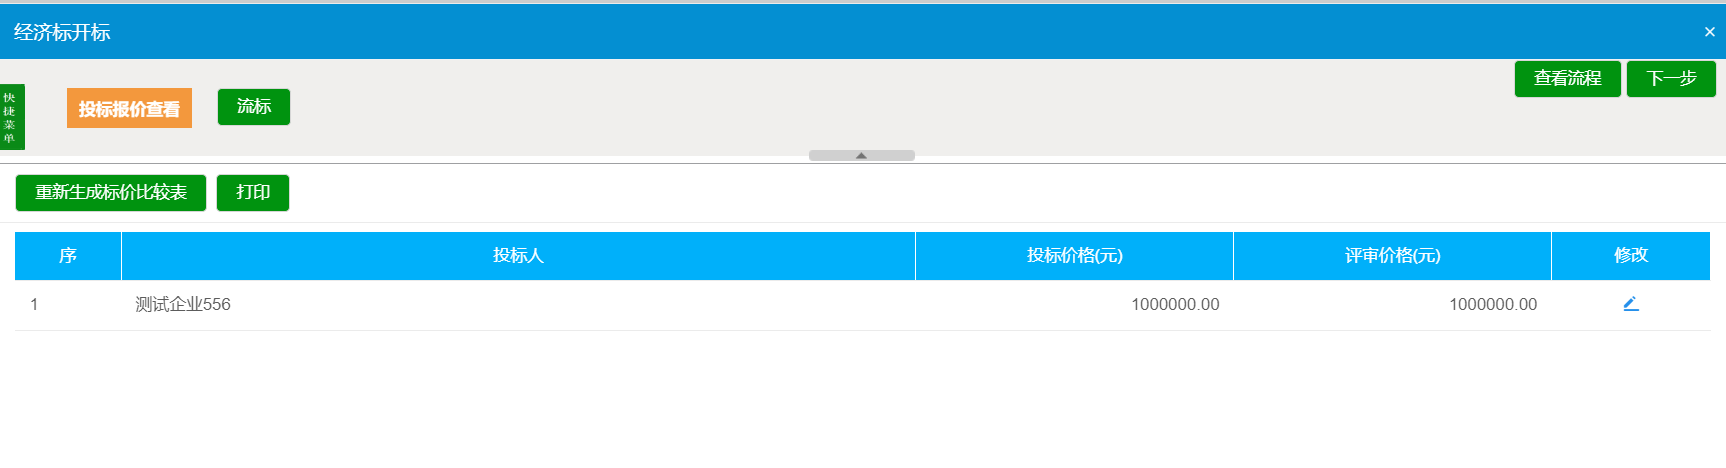 经济标开标 ×
查看流程 下一步
快捷菜单
投标报价查看 流标
重新生成标价比较表 打印
序 投标人 投标价格(元) 评审价格(元) 修改
1 测试企业556 1000000.00 1000000.00